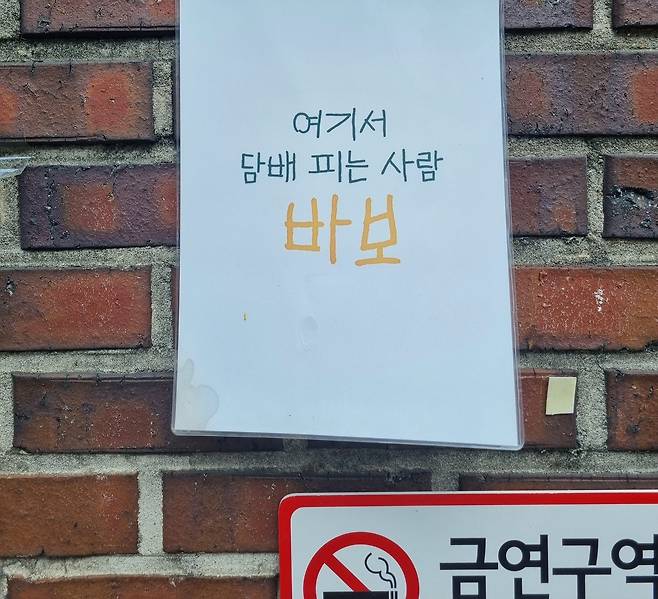 여기서
담배 피는 사람
바보
금연구역